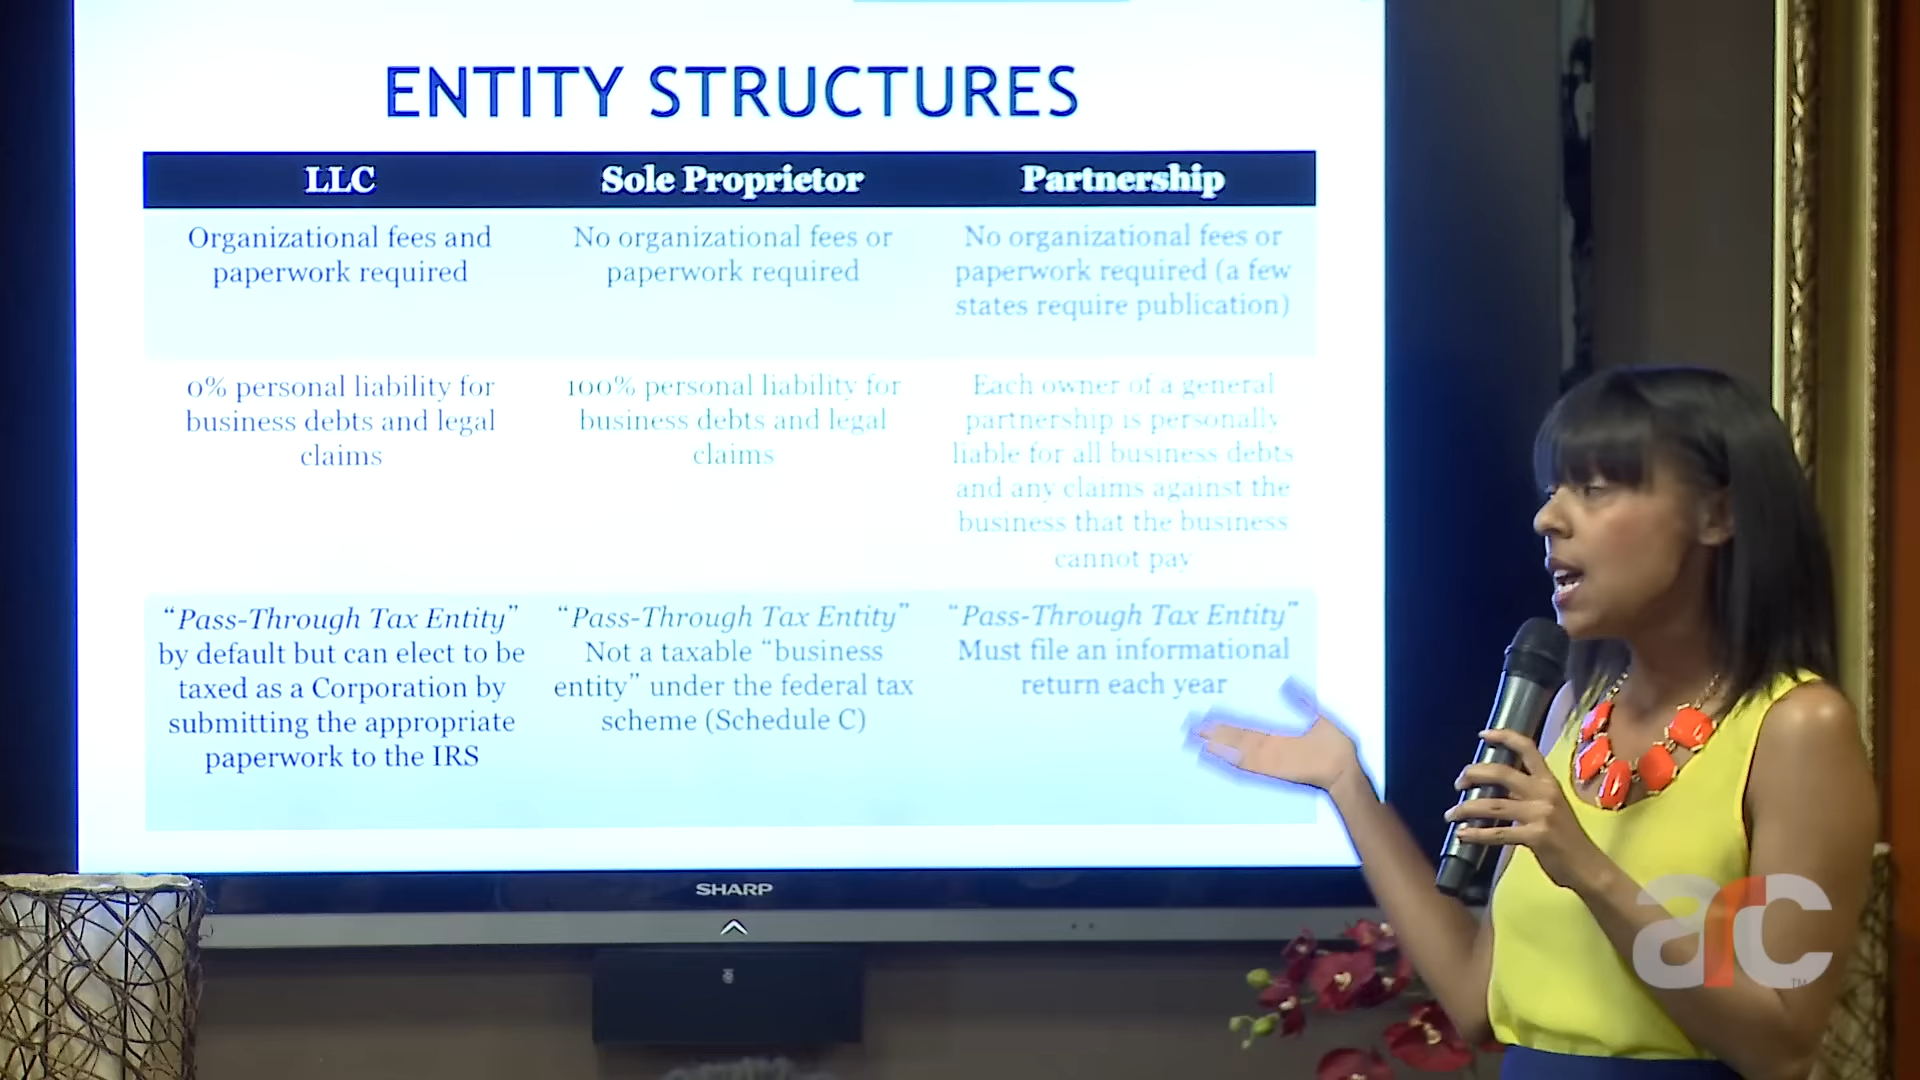 ENTITY STRUCTURES
LLC
Sole Proprietor
Partnership
Organizational fees and
paperwork required
No organizational fees or
paperwork required
No organizational fees or
paperwork required (a few
states require publication)
0% personal liability for
business debts and legal
claims
100% personal liability for
business debts and legal
claims
Each owner of a general
partnership is personally
liable for all business debts
and any claims against the
business that the business
cannot pay
“Pass-Through Tax Entity”
by default but can elect to be
taxed as a Corporation by
submitting the appropriate
paperwork to the IRS
“Pass-Through Tax Entity”
Not a taxable “business
entity” under the federal tax
scheme (Schedule C)
“Pass-Through Tax Entity”
Must file an informational
return each year
SHARP
arc
TM